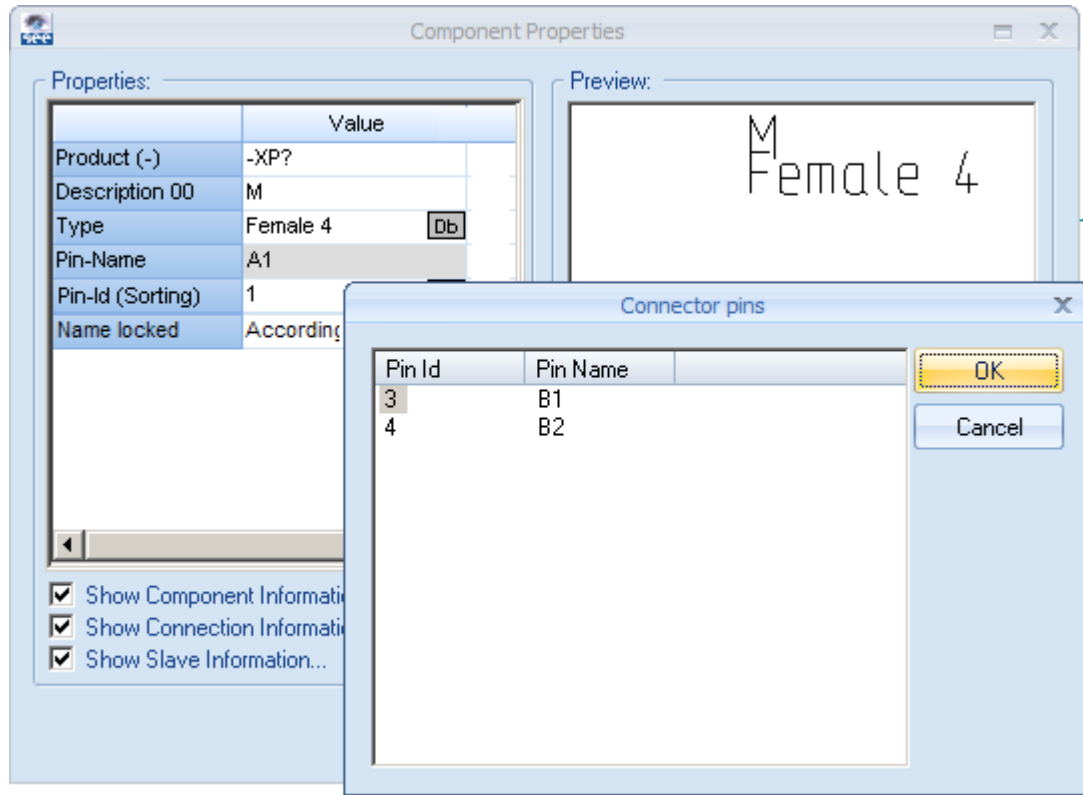 see
Component Properties
Properties:
Preview:
Value
Product (-) -XP?
Description 00 M
Type Female 4 Db
Pin-Name A1
Pin-Id (Sorting) 1
Name locked According
M
Female 4
Show Component Informati
Show Connection Informati
Show Slave Information...
Connector pins
Pin Id Pin Name
3 B1
4 B2
OK
Cancel